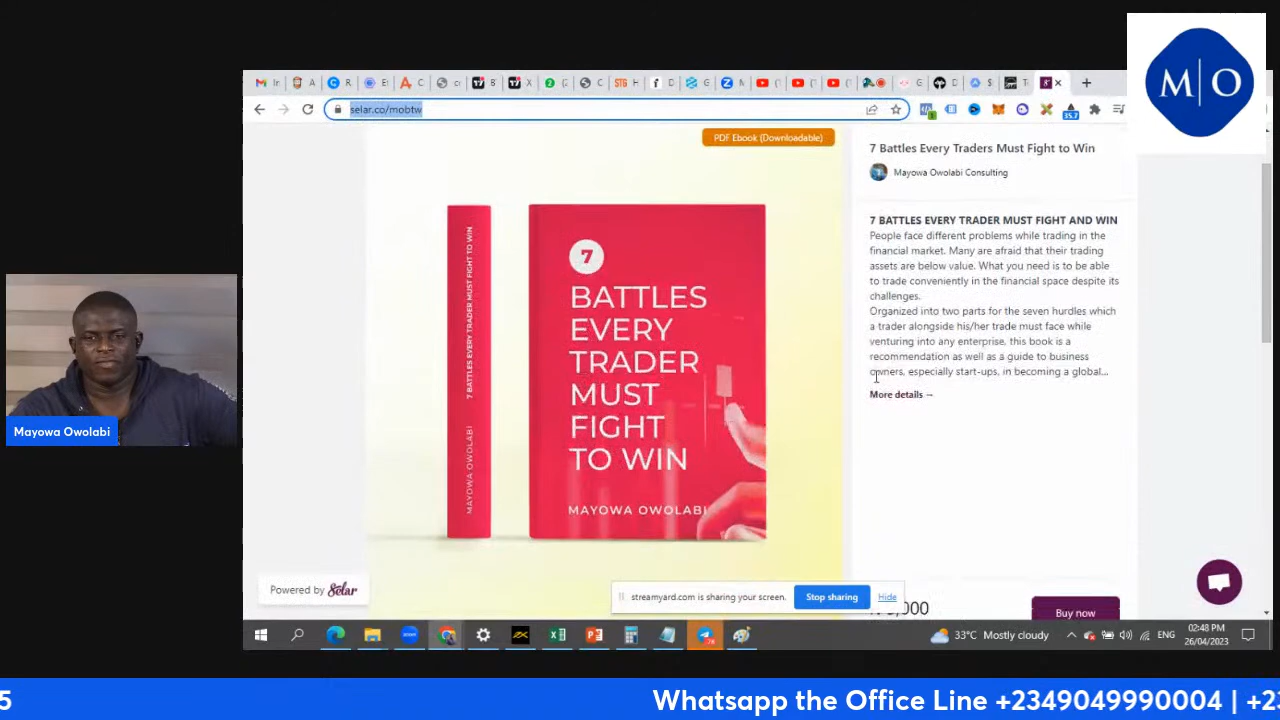 M|O
selar.co/mobtw
PDF Ebook (Downloadable)
7 Battles Every Traders Must Fight to Win
Mayowa Owolabi Consulting
7 BATTLES EVERY TRADER MUST FIGHT AND WIN
People face different problems while trading in the
financial market. Many are afraid that their trading
assets are below value. What you need is to be able
to trade conveniently in the financial space despite its
challenges.
Organized into two parts for the seven hurdles which
a trader alongside his/her trade must face while
venturing into any enterprise, this book is a
recommendation as well as a guide to business
owners, especially start-ups, in becoming a global...
More details →
7 BATTLES EVERY TRADER MUST FIGHT TO WIN
MAYOWA OWOLABI
7
BATTLES
EVERY
TRADER
MUST
FIGHT
TO WIN
MAYOWA OWOLABI
Mayowa Owolabi
Powered by Selar
streamyard.com is sharing your screen.
Stop sharing
Hide
,000
Buy now
33°C Mostly cloudy
ENG
02:48 PM
26/04/2023
5
Whatsapp the Office Line +2349049990004 | +23